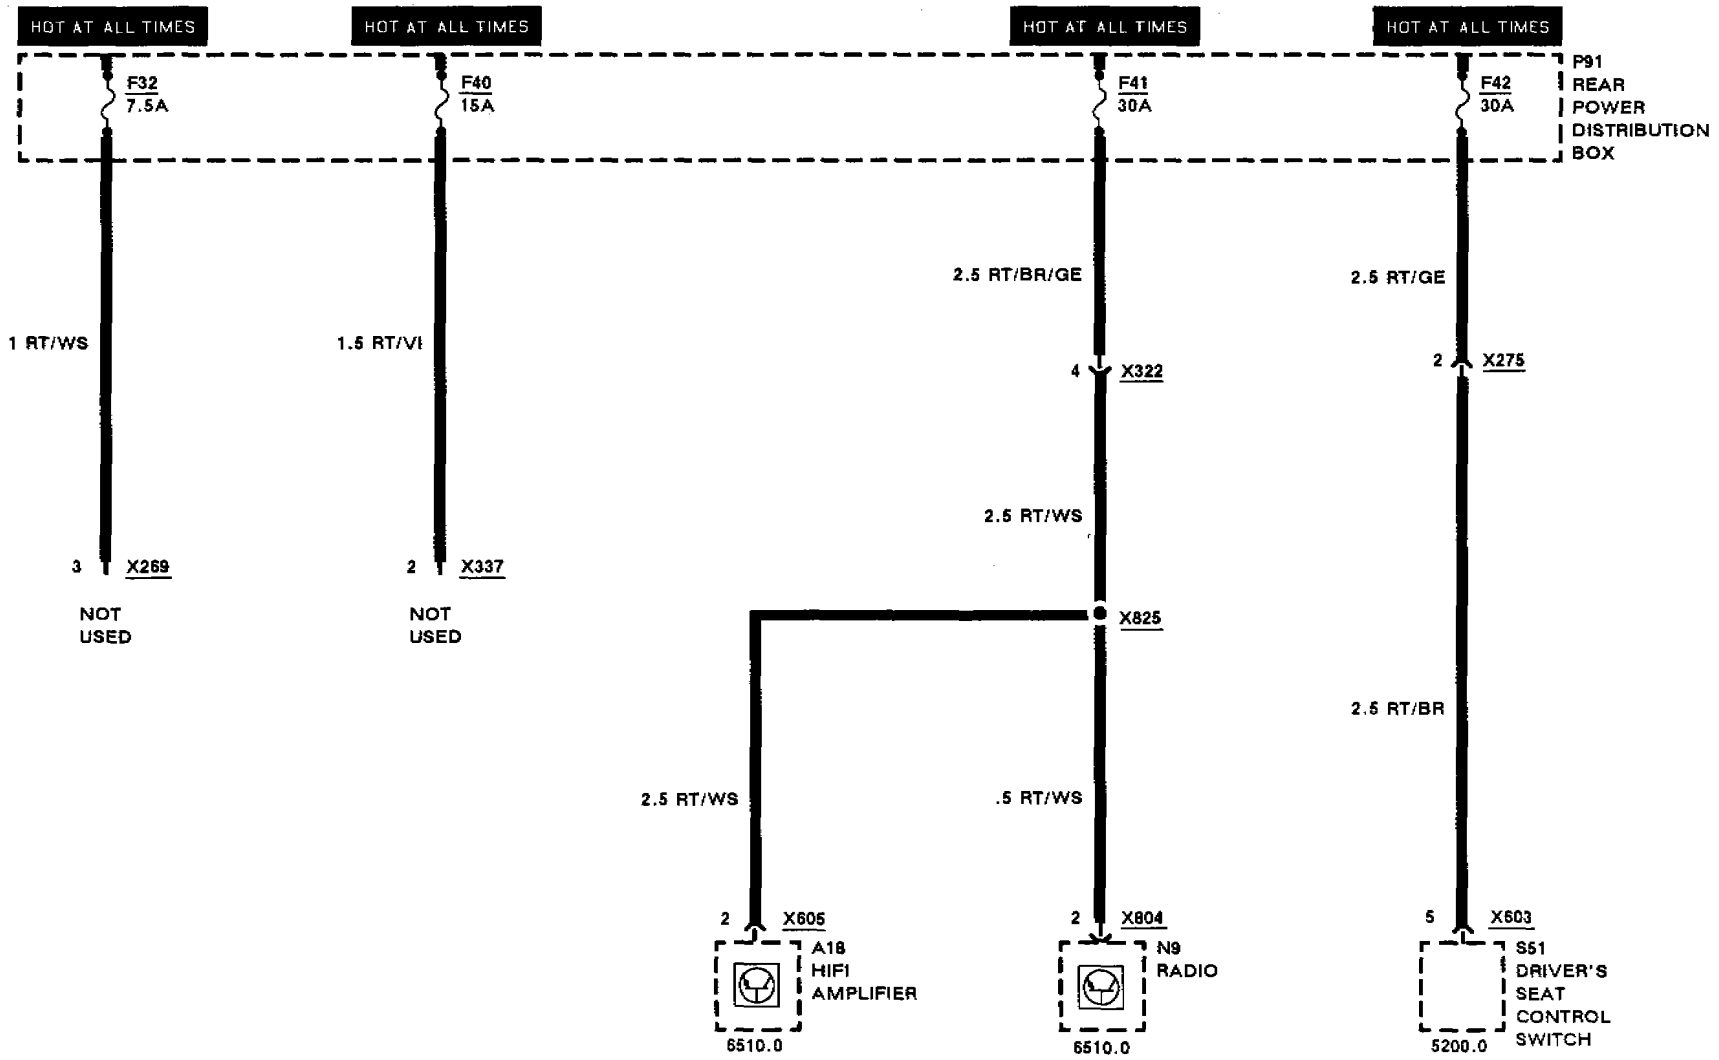 HOT AT ALL TIMES
HOT AT ALL TIMES
HOT AT ALL TIMES
HOT AT ALL TIMES
F32
7.5A
F40
15A
F41
30A
F42
30A
P91
REAR
POWER
DISTRIBUTION
BOX
2.5 RT/BR/GE
2.5 RT/GE
1 RT/WS
1.5 RT/VI
4 X322
2 X275
2.5 RT/WS
3 X269
NOT
USED
2 X337
NOT
USED
X825
2.5 RT/BR
2.5 RT/WS
.5 RT/WS
2 X605
A18
HIFI
AMPLIFIER
6510.0
2 X804
N9
RADIO
6510.0
5 X603
S51
DRIVER'S
SEAT
CONTROL
SWITCH
5200.0